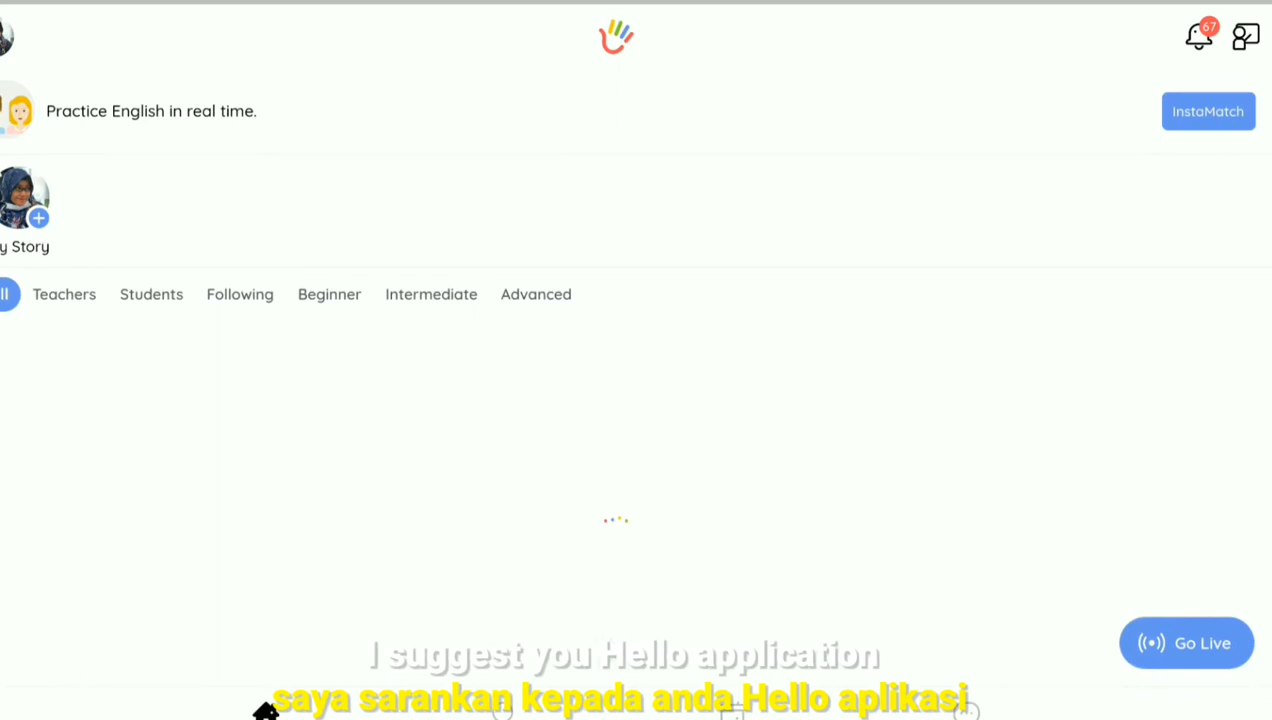 67
Practice English in real time.
InstaMatch
y Story
ll
Teachers
Students
Following
Beginner
Intermediate
Advanced
Go Live
I suggest you Hello application
saya sarankan kepada anda Hello aplikasi